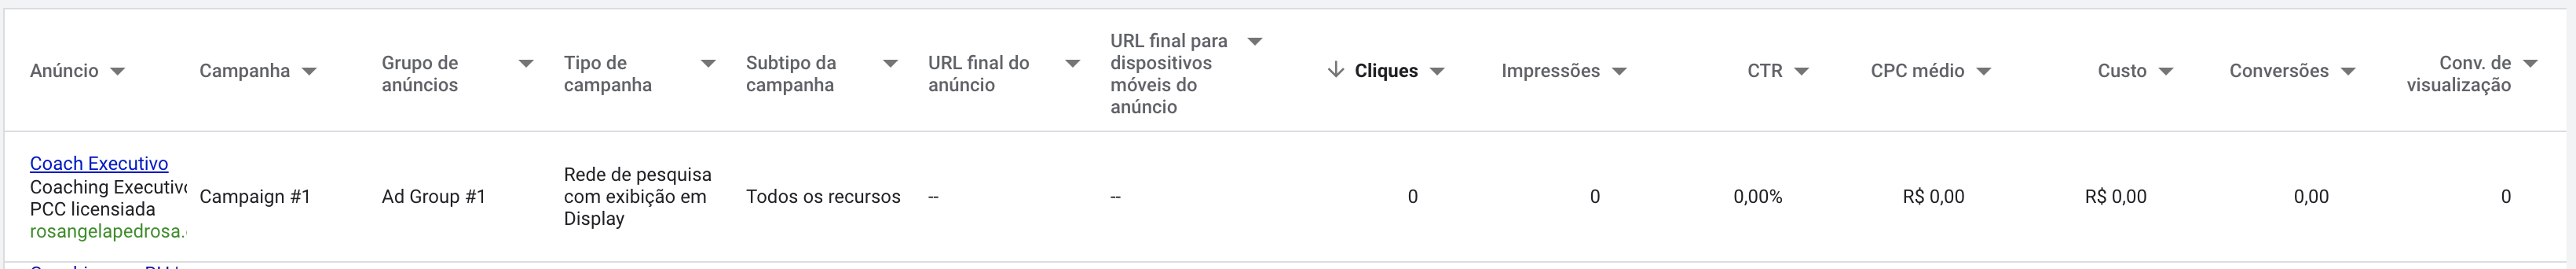 Anúncio
Campanha
Grupo de
anúncios
Tipo de
campanha
Subtipo da
campanha
URL final do
anúncio
URL final para
dispositivos
móveis do
anúncio
Cliques
Impressões
CTR
CPC médio
Custo
Conversões
Conv. de
visualização
Coach Executivo
Coaching Executivo
PCC licensiada
rosangelapedrosa.
Campaign #1
Ad Group #1
Rede de pesquisa
com exibição em
Display
Todos os recursos
--
--
0
0
0,00%
R$ 0,00
R$ 0,00
0,00
0